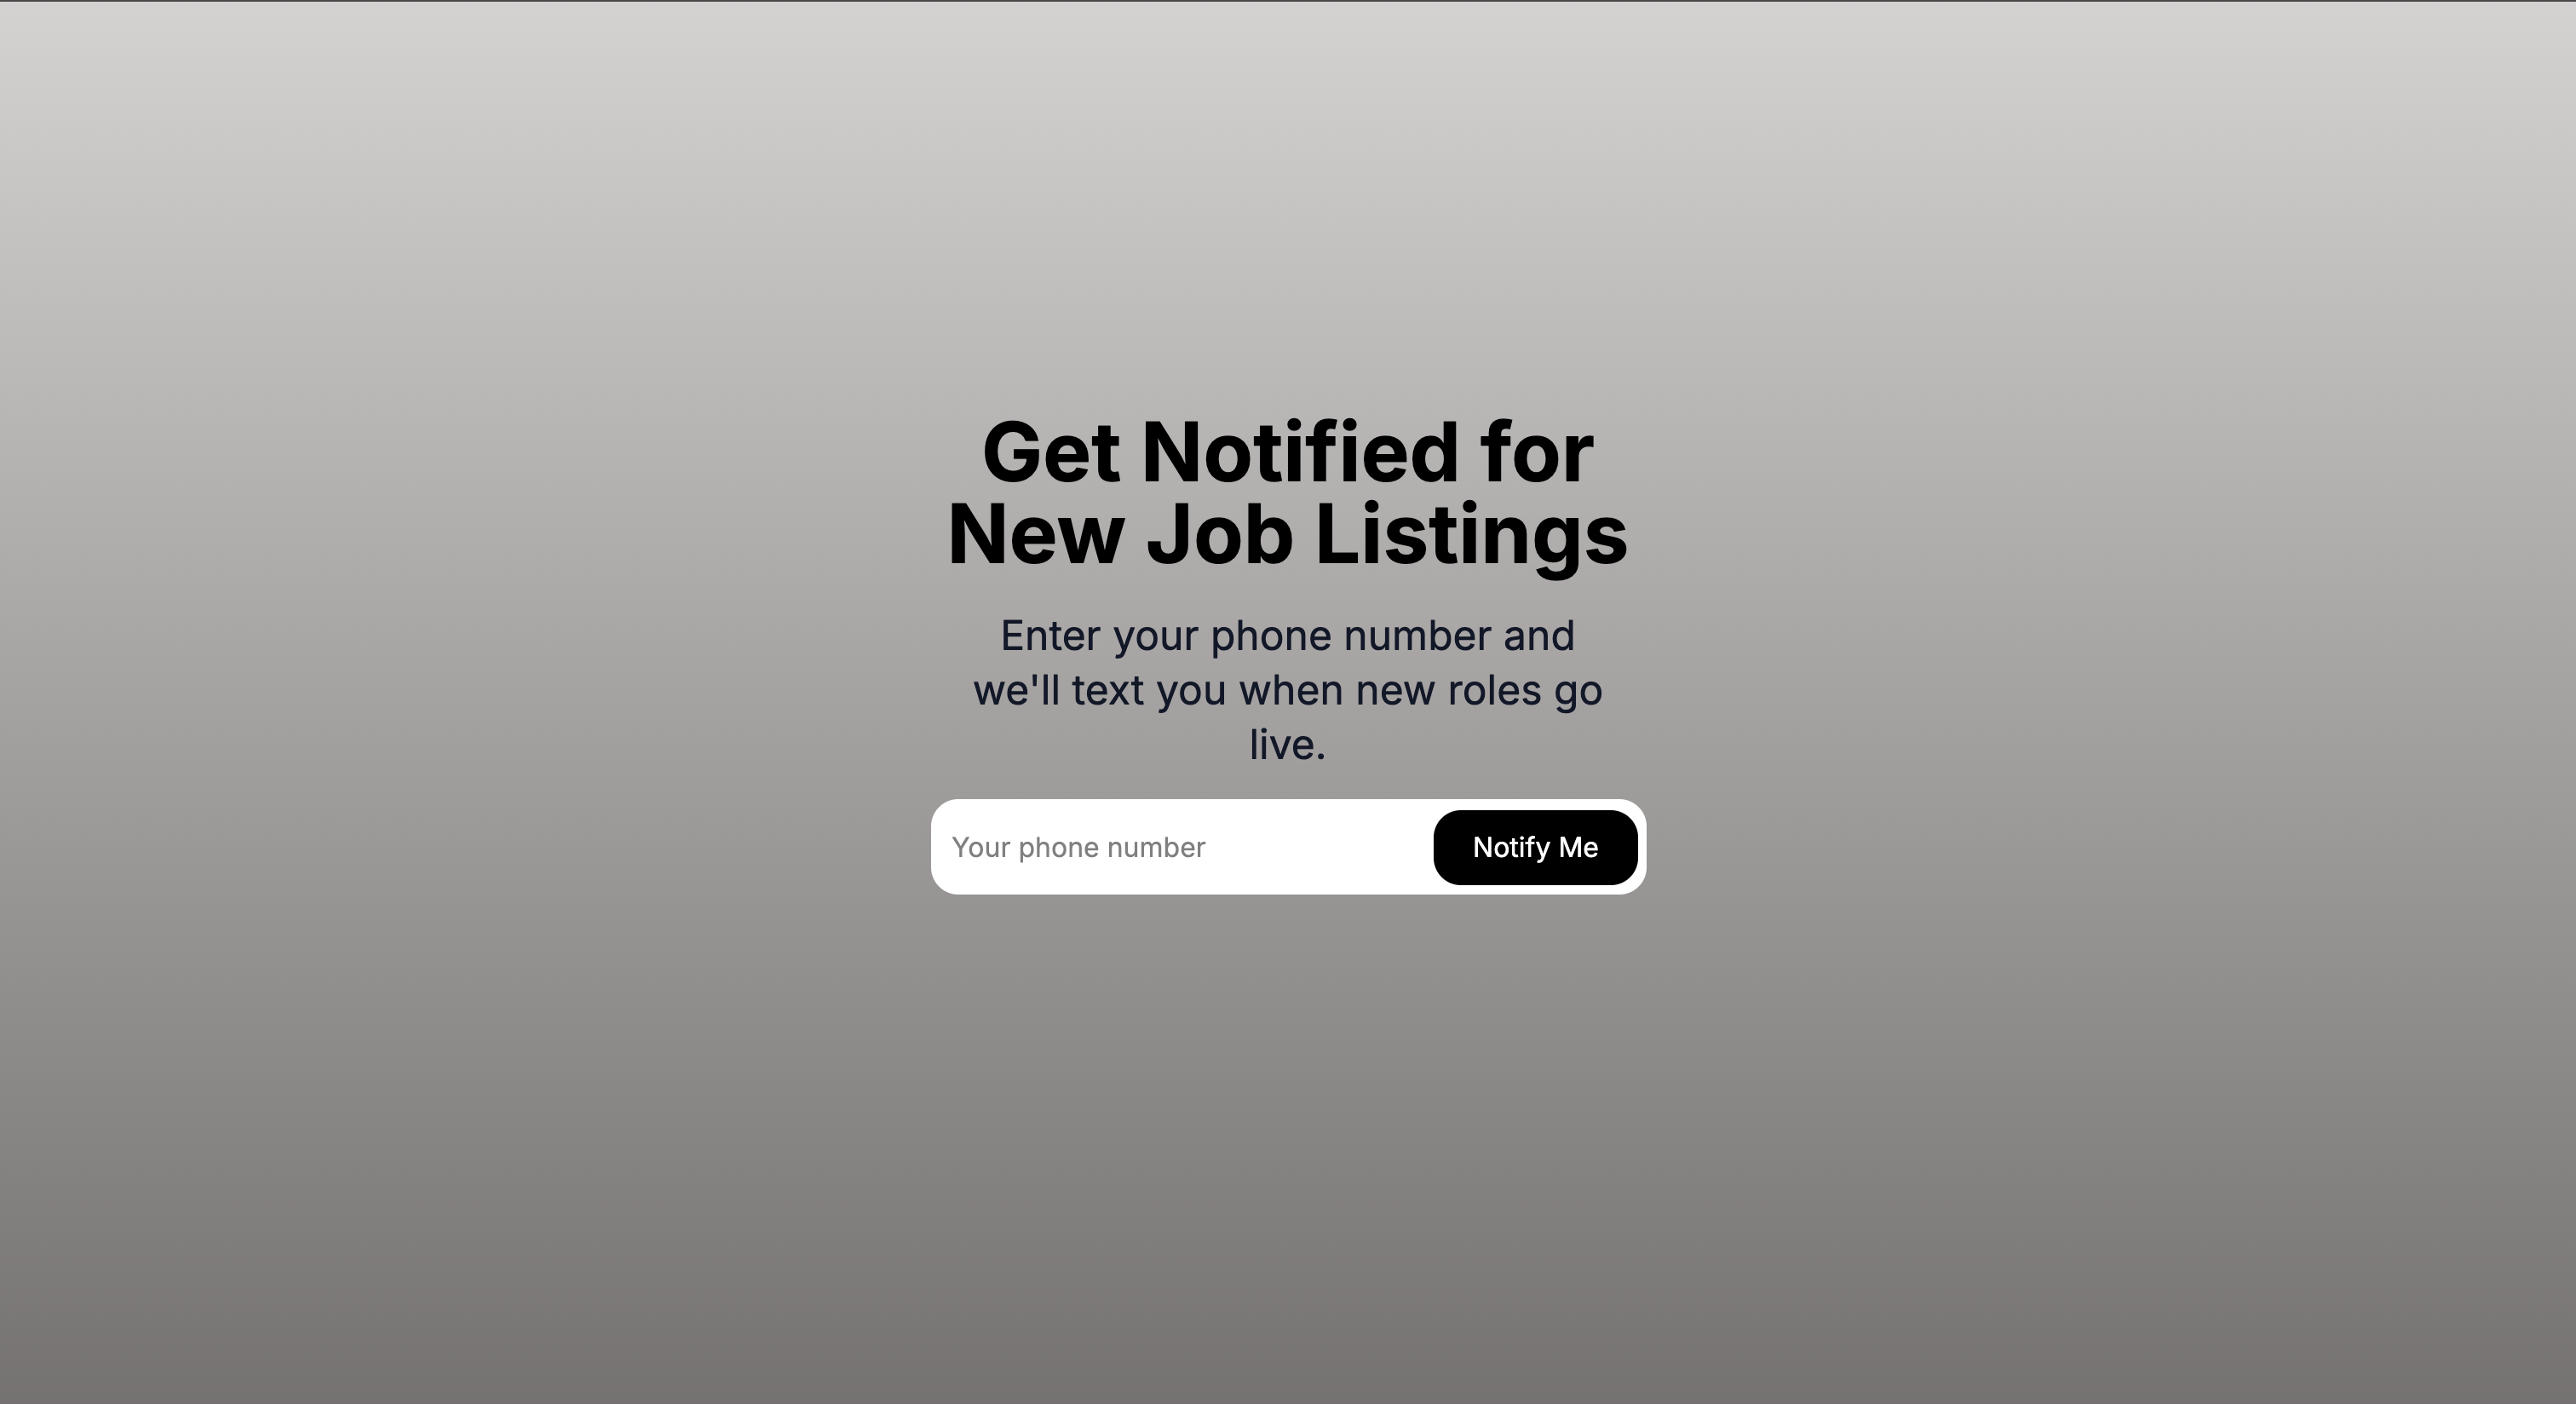 Get Notified for
New Job Listings
Enter your phone number and
we'll text you when new roles go
live.
Your phone number
Notify Me